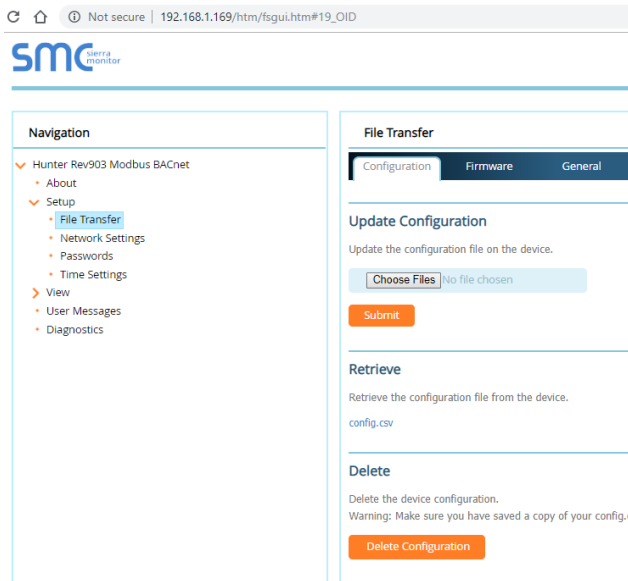 Not secure | 192.168.1.169/htm/fsgui.htm#19_OID
smc sierra monitor
Navigation
Hunter Rev903 Modbus BACnet
About
Setup
File Transfer
Network Settings
Passwords
Time Settings
View
User Messages
Diagnostics
File Transfer
Configuration Firmware General
Update Configuration
Update the configuration file on the device.
Choose Files No file chosen
Submit
Retrieve
Retrieve the configuration file from the device.
config.csv
Delete
Delete the device configuration.
Warning: Make sure you have saved a copy of your config.
Delete Configuration